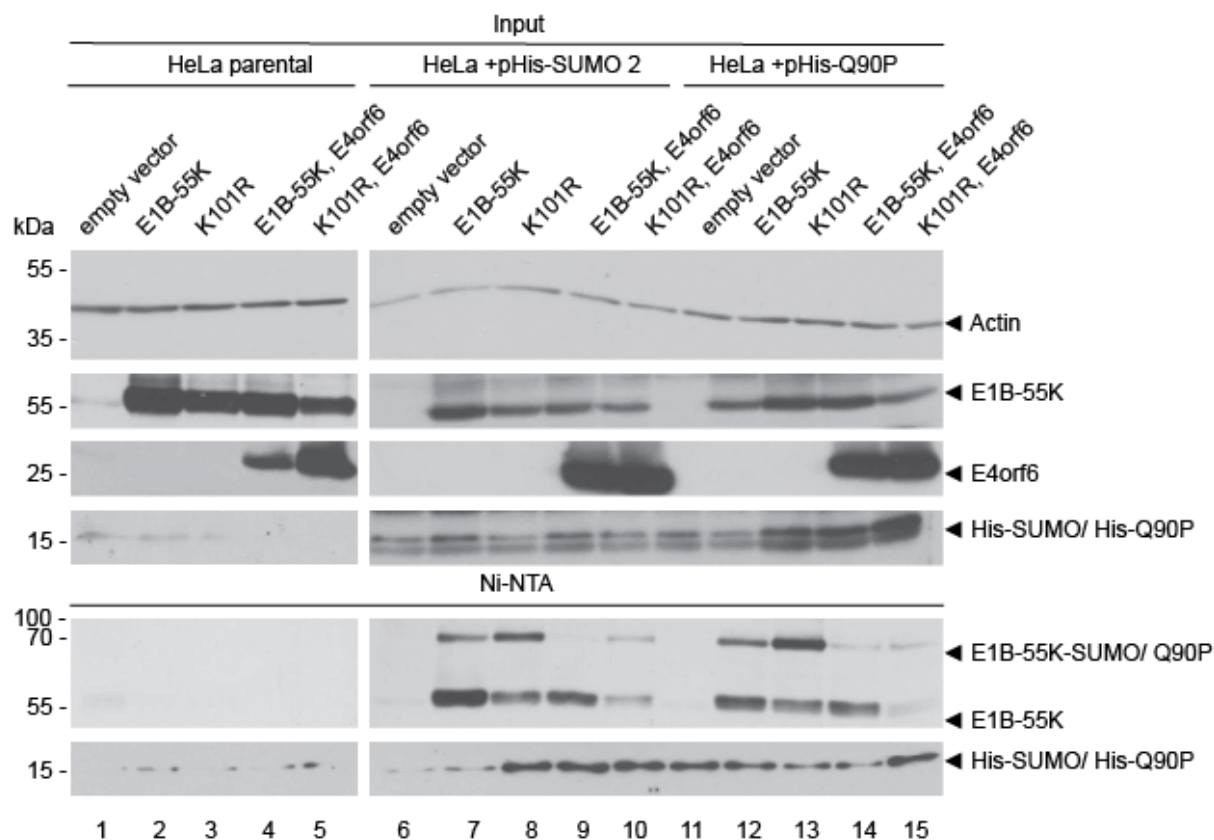 Input
HeLa parental HeLa +pHis-SUMO 2 HeLa +pHis-Q90P
empty vector E1B-55K K101R E1B-55K, E4orf6 K101R, E4orf6 empty vector E1B-55K K101R E1B-55K, E4orf6 K101R, E4orf6 empty vector E1B-55K K101R E1B-55K, E4orf6 K101R, E4orf6
kDa
55 -
Actin
35 -
E1B-55K
55 -
25 - E4orf6
His-SUMO/ His-Q90P
15 -
Ni-NTA
100 -
70 -
E1B-55K-SUMO/ Q90P
55 -
E1B-55K
15 - His-SUMO/ His-Q90P
1 2 3 4 5 6 7 8 9 10 11 12 13 14 15